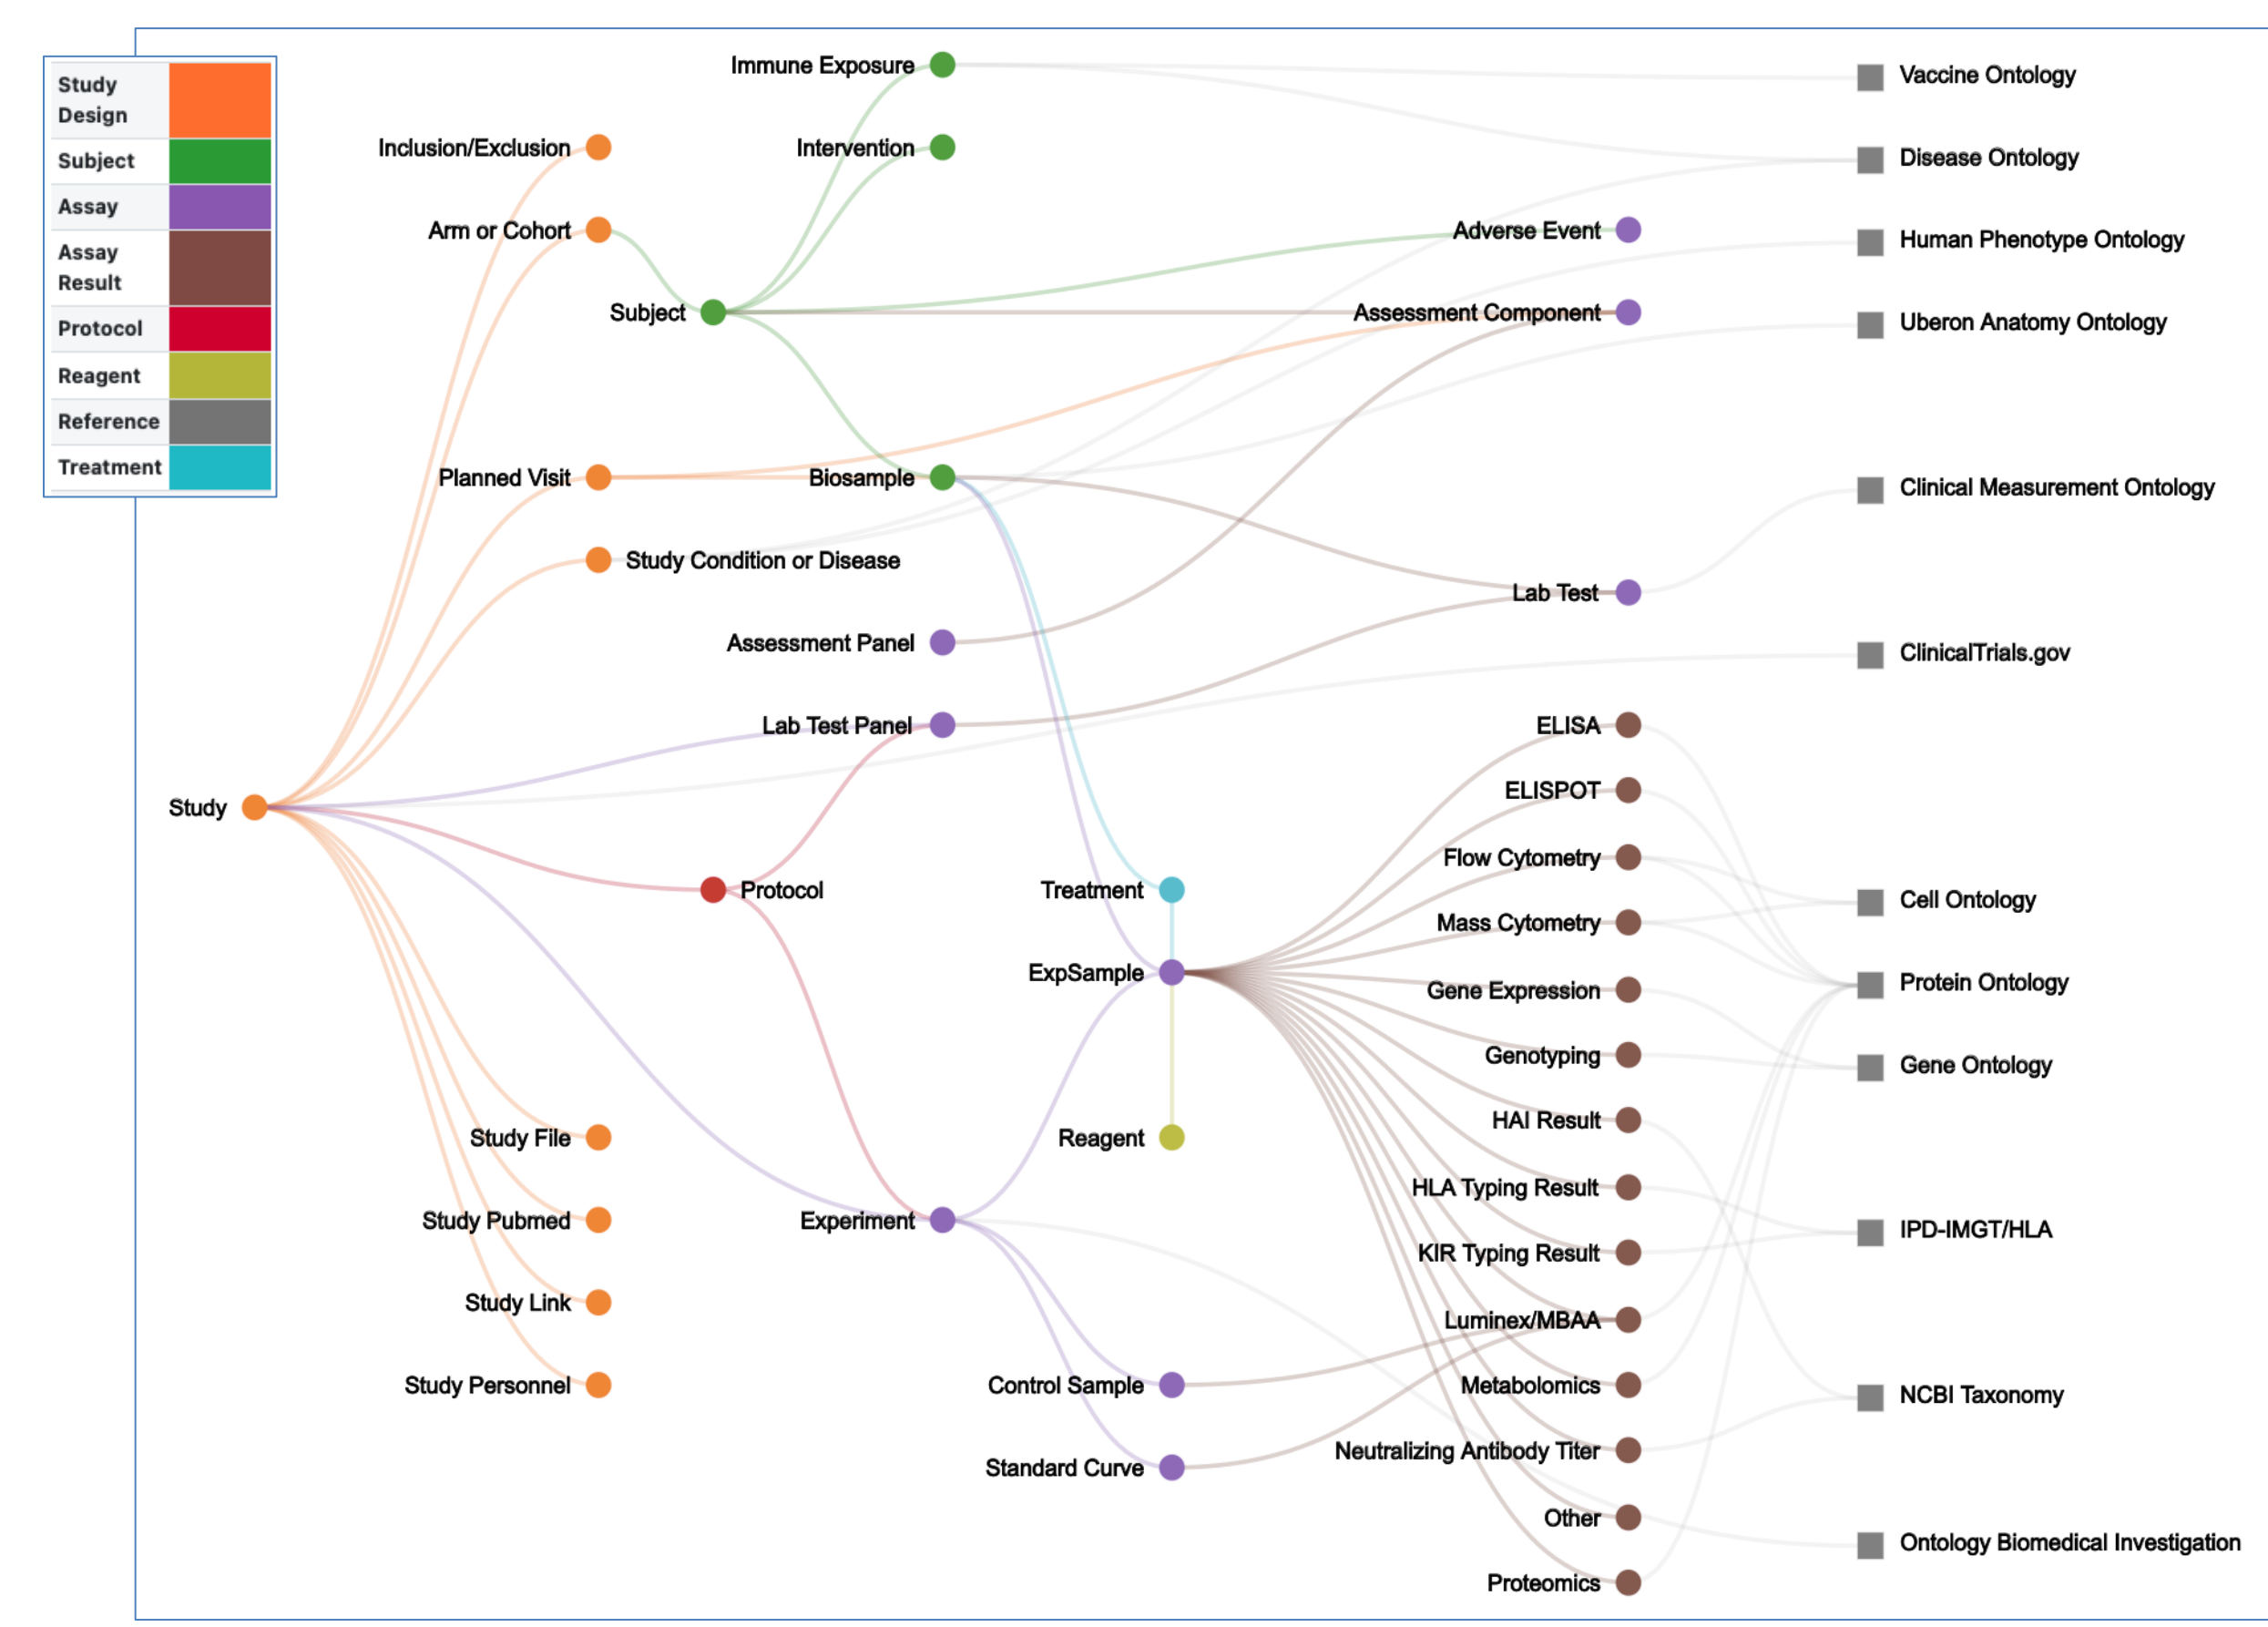 Study
Design
Subject
Assay
Assay
Result
Protocol
Reagent
Reference
Treatment
Immune Exposure
Vaccine Ontology
Inclusion/Exclusion
Intervention
Disease Ontology
Arm or Cohort
Adverse Event
Human Phenotype Ontology
Subject
Assessment Component
Uberon Anatomy Ontology
Planned Visit
Biosample
Clinical Measurement Ontology
Study Condition or Disease
Lab Test
Assessment Panel
ClinicalTrials.gov
Lab Test Panel
ELISA
ELISPOT
Study
Flow Cytometry
Protocol
Treatment
Cell Ontology
Mass Cytometry
ExpSample
Protein Ontology
Gene Expression
Genotyping
Gene Ontology
HAI Result
Study File
Reagent
HLA Typing Result
Study Pubmed
Experiment
IPD-IMGT/HLA
KIR Typing Result
Study Link
Luminex/MBAA
Study Personnel
Control Sample
Metabolomics
NCBI Taxonomy
Neutralizing Antibody Titer
Standard Curve
Other
Ontology Biomedical Investigation
Proteomics